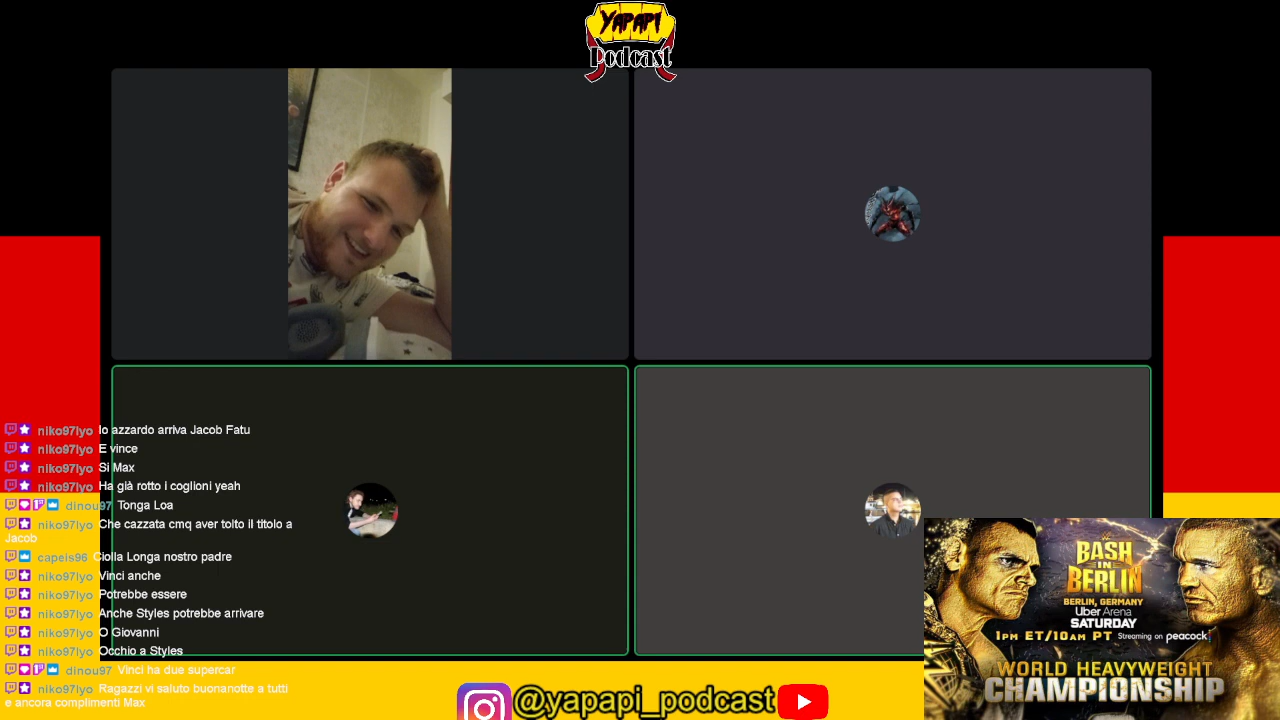 YAPAPI
Podcast
niko97lyo Io azzardo arriva Jacob Fatu
niko97lyo E vince
niko97lyo Si Max
niko97lyo Ha già rotto i coglioni yeah
dinou97 Tonga Loa
niko97lyo Che cazzata cmq aver tolto il titolo a
Jacob
capeis96 Giolla Longa nostro padre
niko97lyo Vinci anche
niko97lyo Potrebbe essere
niko97lyo Anche Styles potrebbe arrivare
niko97lyo O Giovanni
niko97lyo Occhio a Styles
dinou97 Vinci ha due supercar
niko97lyo Ragazzi vi saluto buonanotte a tutti
e ancora complimenti Max
@yapapi_podcast
BASH
IN
BERLIN
BERLIN, GERMANY
Uber Arena
SATURDAY
1PM ET/10AM PT Streaming on peacock
WORLD HEAVYWEIGHT
CHAMPIONSHIP